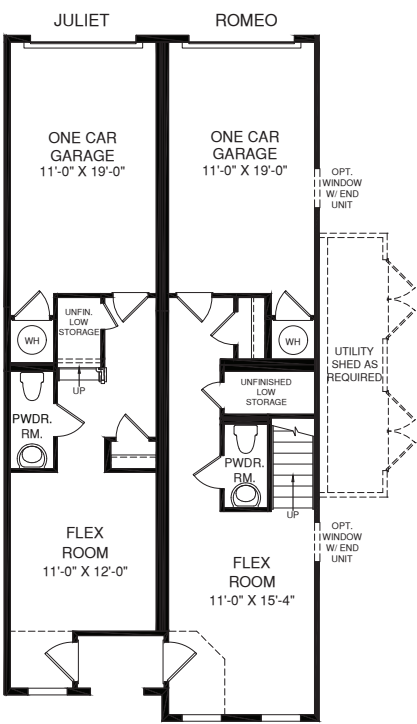 JULIET
ROMEO
ONE CAR
GARAGE
11'-0" X 19'-0"
ONE CAR
GARAGE
11'-0" X 19'-0"
OPT.
WINDOW
W/ END
UNIT
UNFIN.
LOW
STORAGE
WH
WH
UTILITY
SHED AS
REQUIRED
UP
UNFINISHED
LOW
STORAGE
PWDR.
RM.
PWDR.
RM.
UP
FLEX
ROOM
11'-0" X 12'-0"
FLEX
ROOM
11'-0" X 15'-4"
OPT.
WINDOW
W/ END
UNIT